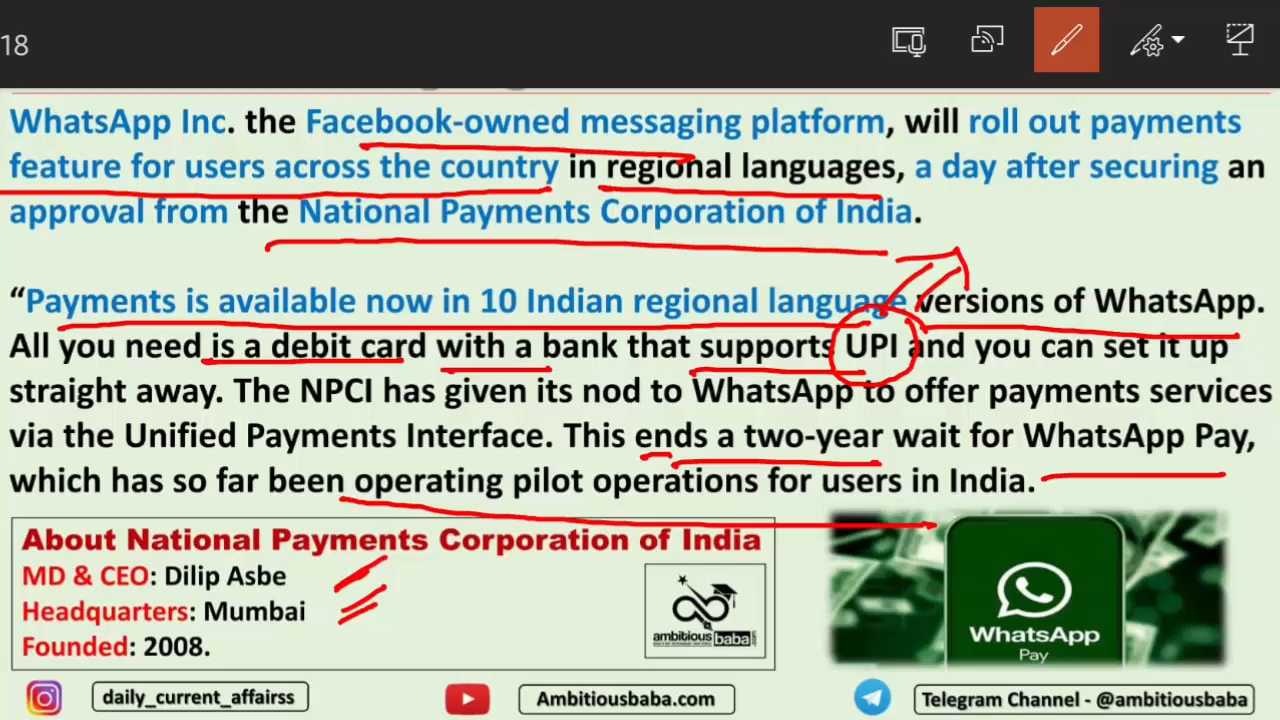 18
WhatsApp Inc. the Facebook-owned messaging platform, will roll out payments
feature for users across the country in regional languages, a day after securing an
approval from the National Payments Corporation of India.
“Payments is available now in 10 Indian regional language versions of WhatsApp.
All you need is a debit card with a bank that supports UPI and you can set it up
straight away. The NPCI has given its nod to WhatsApp to offer payments services
via the Unified Payments Interface. This ends a two-year wait for WhatsApp Pay,
which has so far been operating pilot operations for users in India.
About National Payments Corporation of India
MD & CEO: Dilip Asbe
Headquarters: Mumbai
Founded: 2008.
ambitious baba.com
WhatsApp
Pay
daily_current_affairss
Ambitiousbaba.com
Telegram Channel - @ambitiousbaba